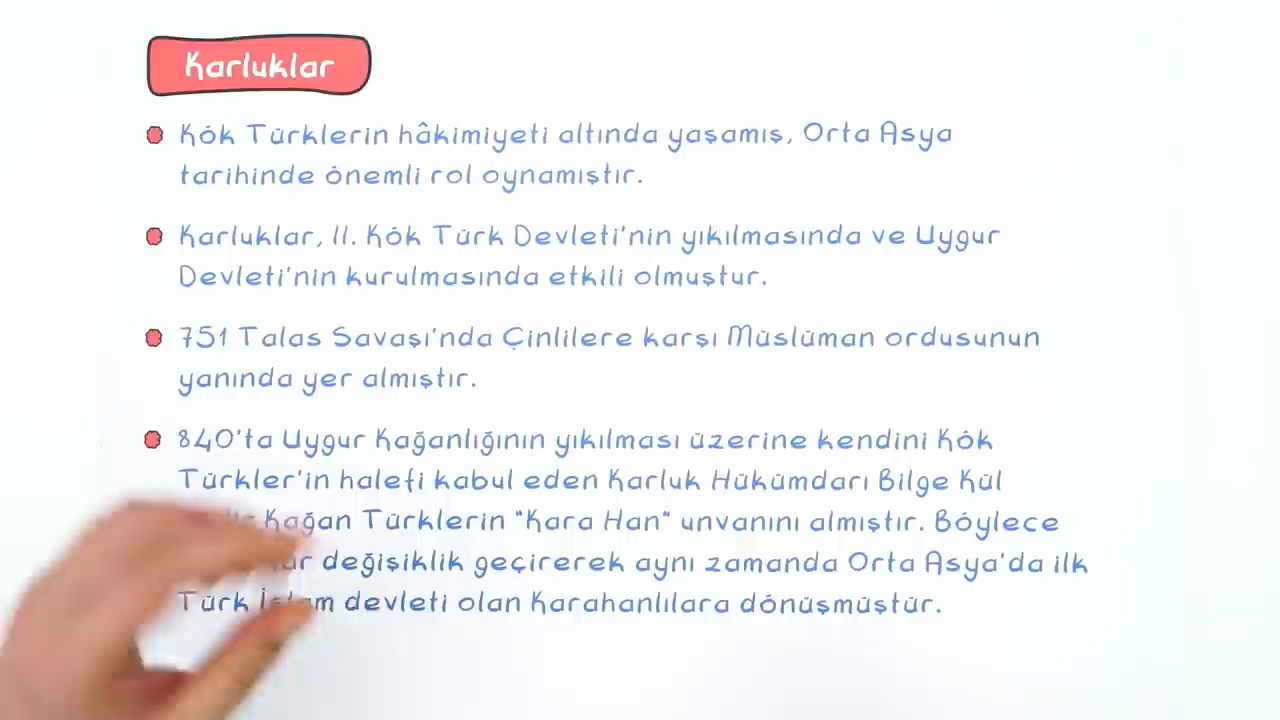 Karluklar
Kök Türklerin hâkimiyeti altında yaşamış, Orta Asya
tarihinde önemli rol oynamıştır.
Karluklar, II. Kök Türk Devleti'nin yıkılmasında ve Uygur
Devleti'nin kurulmasında etkili olmuştur.
751 Talas Savaşı'nda Çinlilere karşı Müslüman ordusunun
yanında yer almıştır.
840'ta Uygur Kağanlığının yıkılması üzerine kendini Kök
Türkler'in halefi kabul eden Karluk Hükümdarı Bilge Kül
Kağan Türklerin "Kara Han" unvanını almıştır. Böylece
değişiklik geçirerek aynı zamanda Orta Asya'da ilk
Türk İslam devleti olan Karahanlılara dönüşmüştür.